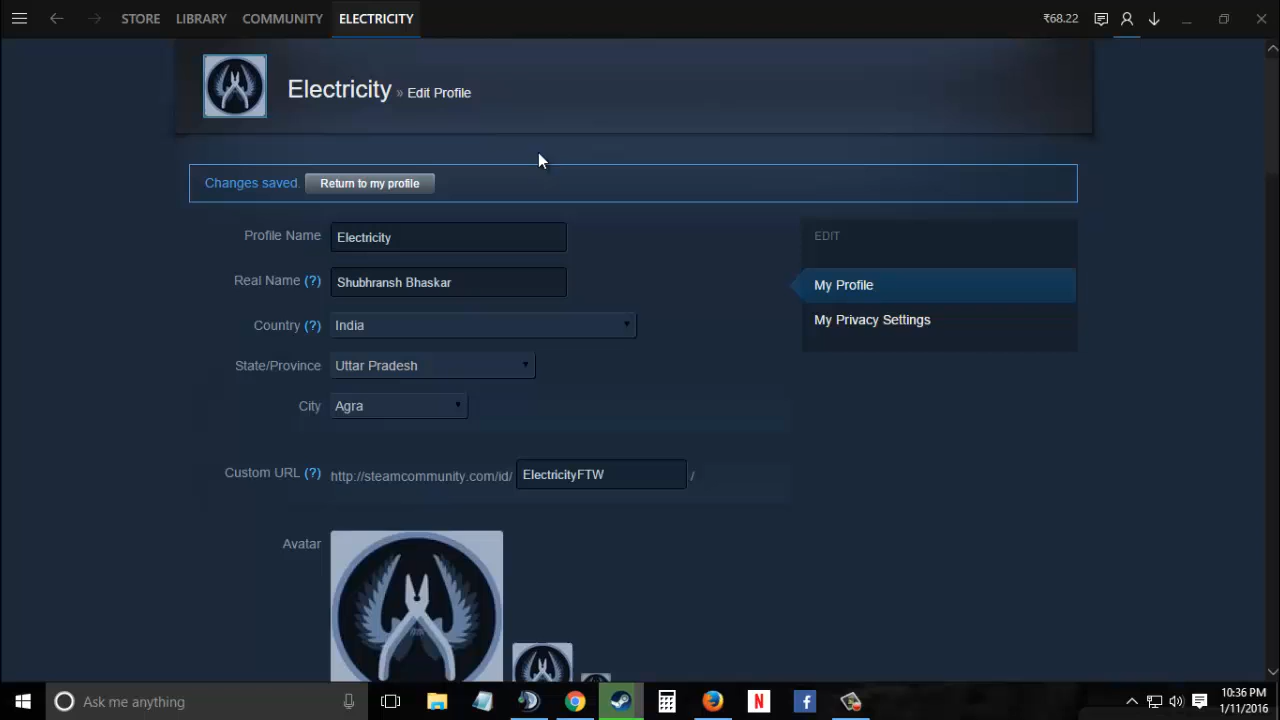 STORE LIBRARY COMMUNITY ELECTRICITY ₹68.22
Electricity » Edit Profile
Changes saved. Return to my profile
Profile Name Electricity
EDIT
Real Name (?) Shubhransh Bhaskar
My Profile
Country (?) India
My Privacy Settings
State/Province Uttar Pradesh
City Agra
Custom URL (?) http://steamcommunity.com/id/ ElectricityFTW /
Avatar
Ask me anything
N
f
10:36 PM
1/11/2016